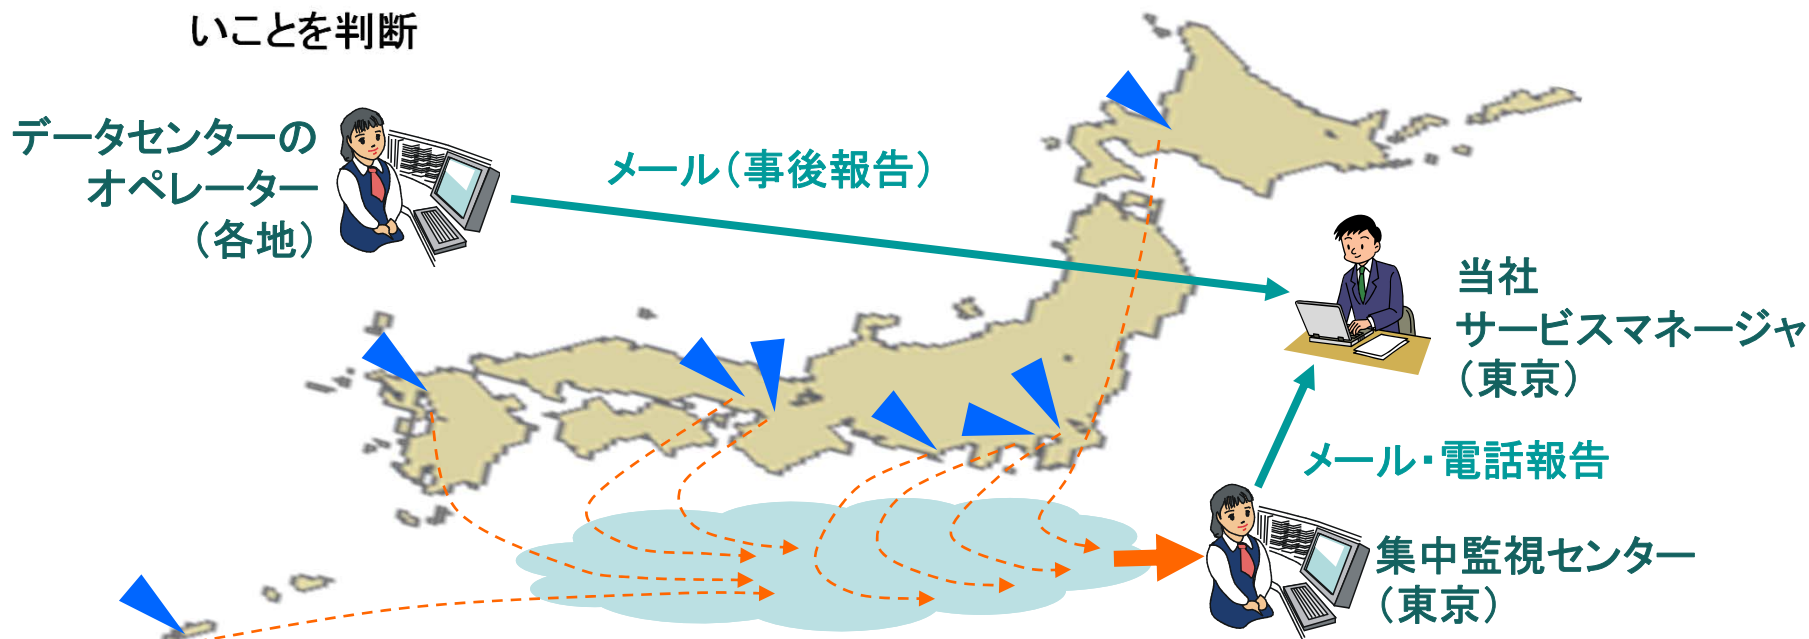 いことを判断
データセンターの
オペレーター
（各地）
メール（事後報告）
当社
サービスマネージャ
（東京）
メール・電話報告
集中監視センター
（東京）